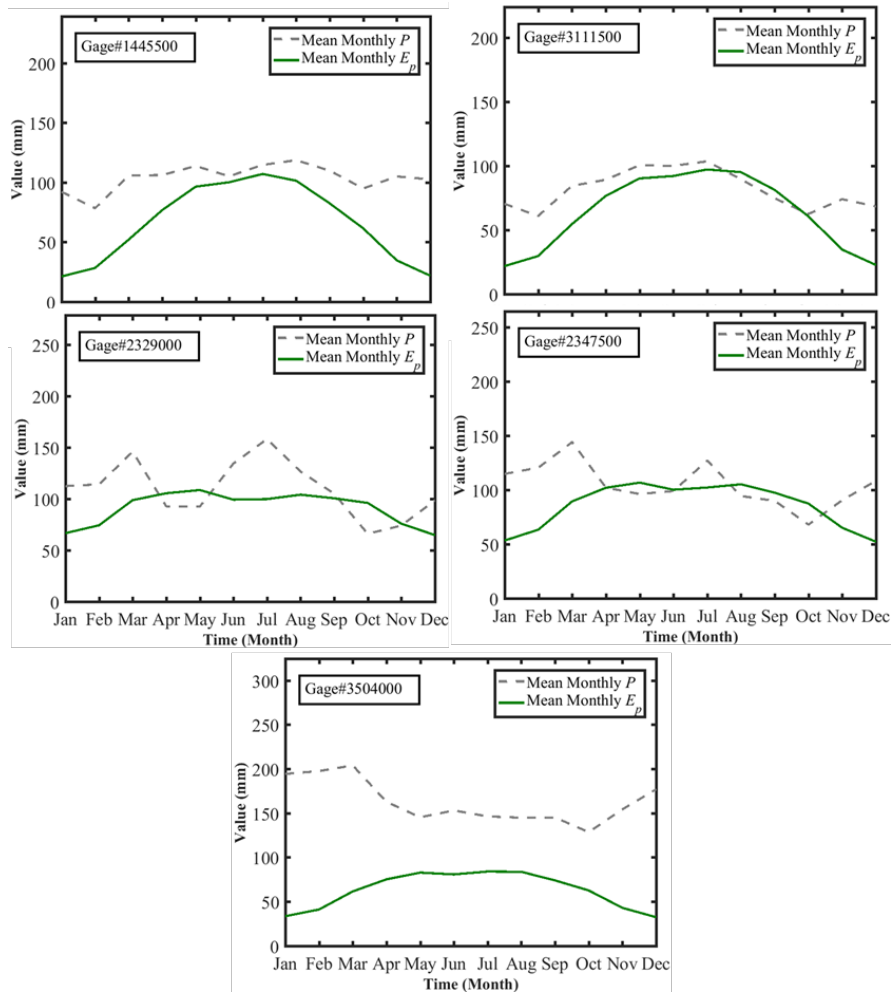 Gage#1445500
Mean Monthly P
Mean Monthly Ep
Value (mm)
200
150
100
50
0
Gage#3111500
Mean Monthly P
Mean Monthly Ep
Value (mm)
200
150
100
50
0
Gage#2329000
Mean Monthly P
Mean Monthly Ep
Value (mm)
250
200
150
100
50
0
Jan Feb Mar Apr May Jun Jul Aug Sep Oct Nov Dec
Time (Month)
Gage#2347500
Mean Monthly P
Mean Monthly Ep
Value (mm)
250
200
150
100
50
0
Jan Feb Mar Apr May Jun Jul Aug Sep Oct Nov Dec
Time (Month)
Gage#3504000
Mean Monthly P
Mean Monthly Ep
Value (mm)
300
250
200
150
100
50
0
Jan Feb Mar Apr May Jun Jul Aug Sep Oct Nov Dec
Time (Month)